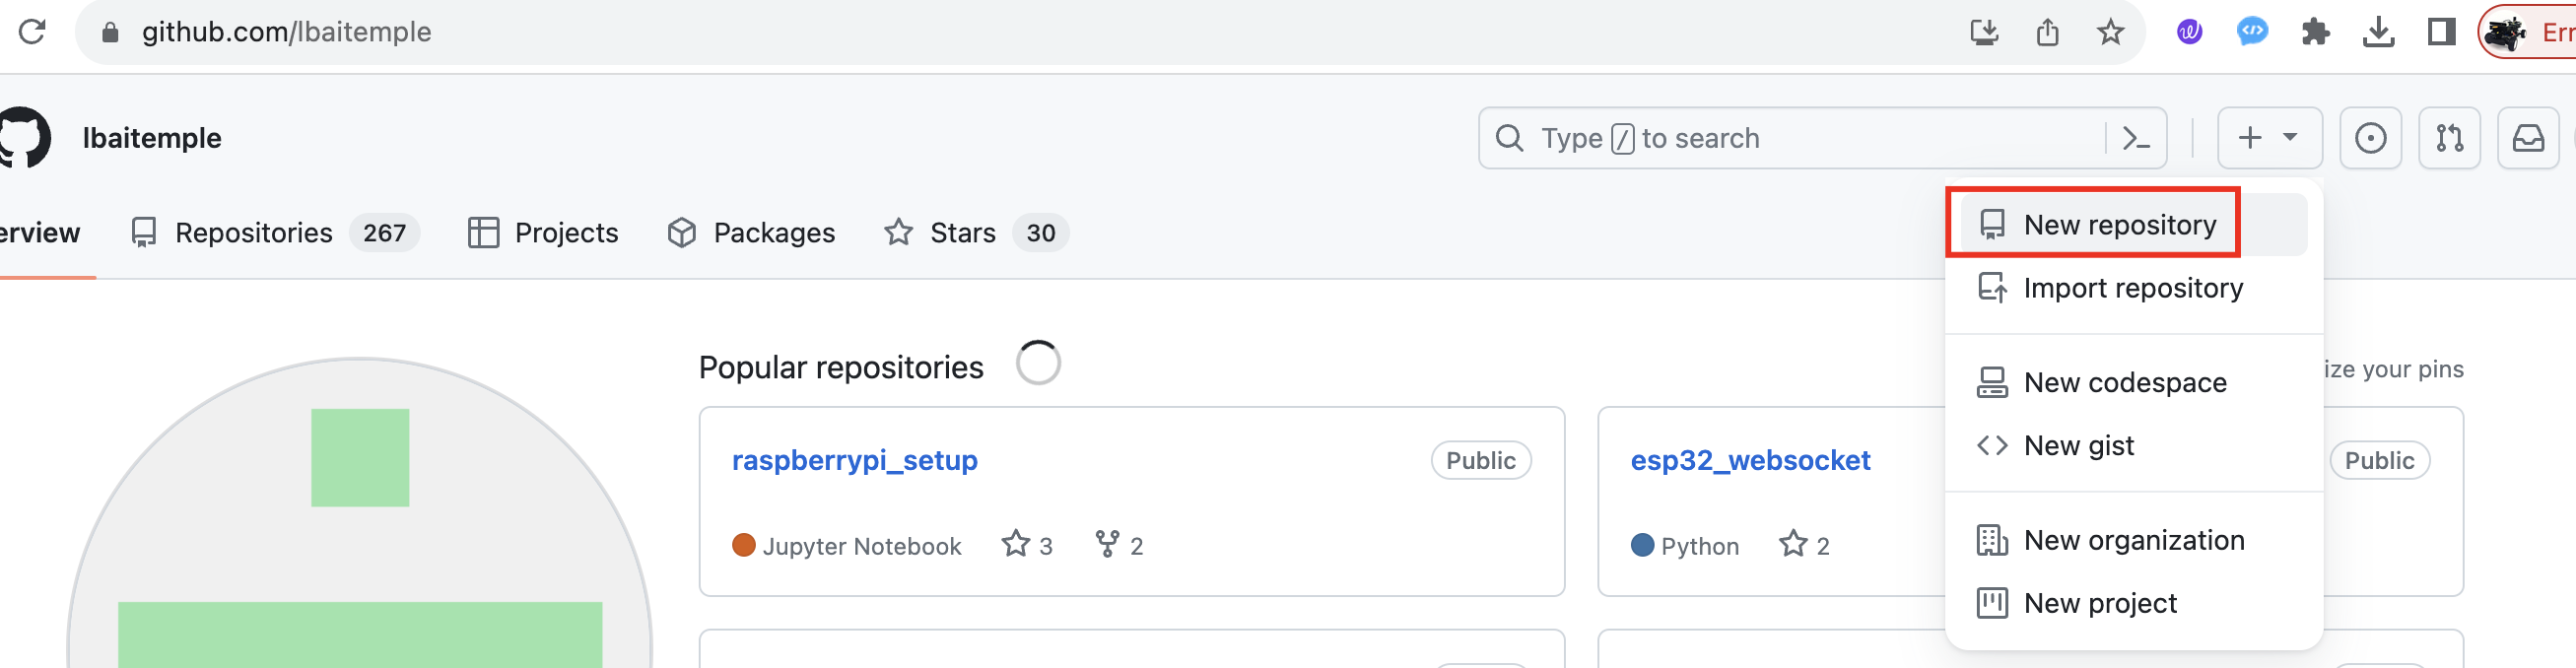 github.com/lbaitemple
Err
lbaitemple
Type / to search
erview
Repositories 267
Projects
Packages
Stars 30
New repository
Import repository
New codespace
New gist
New organization
New project
Popular repositories
ize your pins
raspberrypi_setup
Public
Jupyter Notebook
3
2
esp32_websocket
Public
Python
2